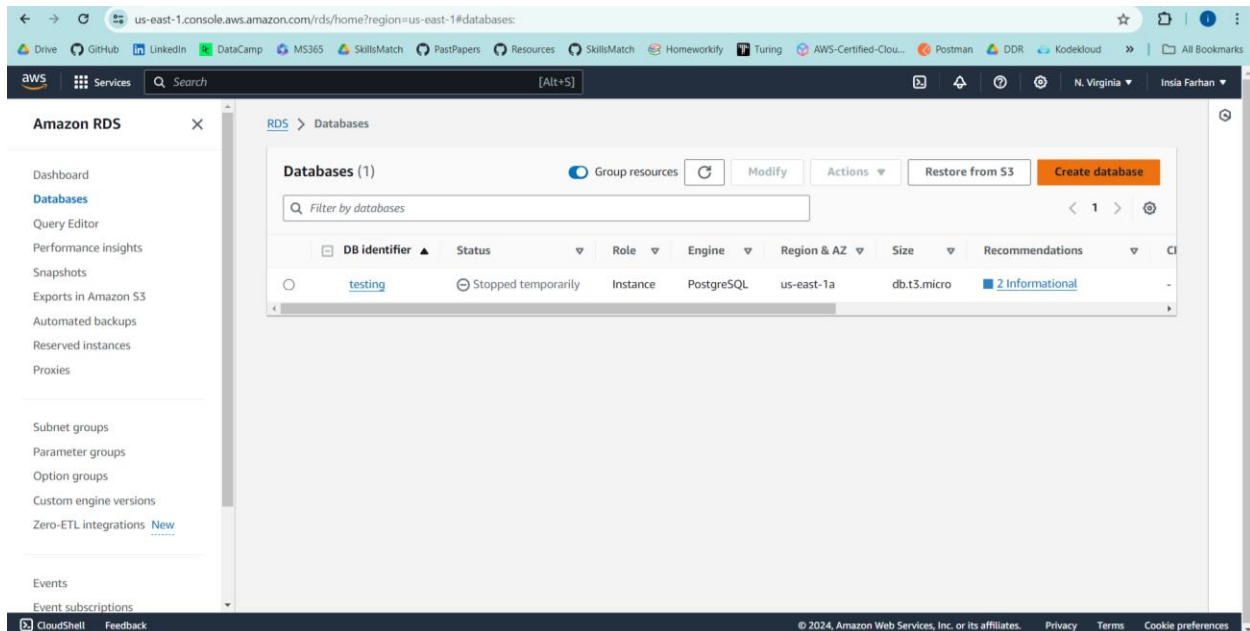 us-east-1.console.aws.amazon.com/rds/home?region=us-east-1#databases:
Drive GitHub LinkedIn DataCamp MS365 SkillsMatch PastPapers Resources SkillsMatch Homeworkify Turing AWS-Certified-Clou... Postman DDR Kodekloud » All Bookmarks
aws Services Search [Alt+S] N. Virginia Insia Farhan
Amazon RDS
Dashboard
Databases
Query Editor
Performance insights
Snapshots
Exports in Amazon S3
Automated backups
Reserved instances
Proxies
Subnet groups
Parameter groups
Option groups
Custom engine versions
Zero-ETL integrations New
Events
Event subscriptions
RDS > Databases
Databases (1) Group resources Modify Actions Restore from S3 Create database
Filter by databases 1
DB identifier Status Role Engine Region & AZ Size Recommendations
testing Stopped temporarily Instance PostgreSQL us-east-1a db.t3.micro 2 Informational -
CloudShell Feedback © 2024, Amazon Web Services, Inc. or its affiliates. Privacy Terms Cookie preferences